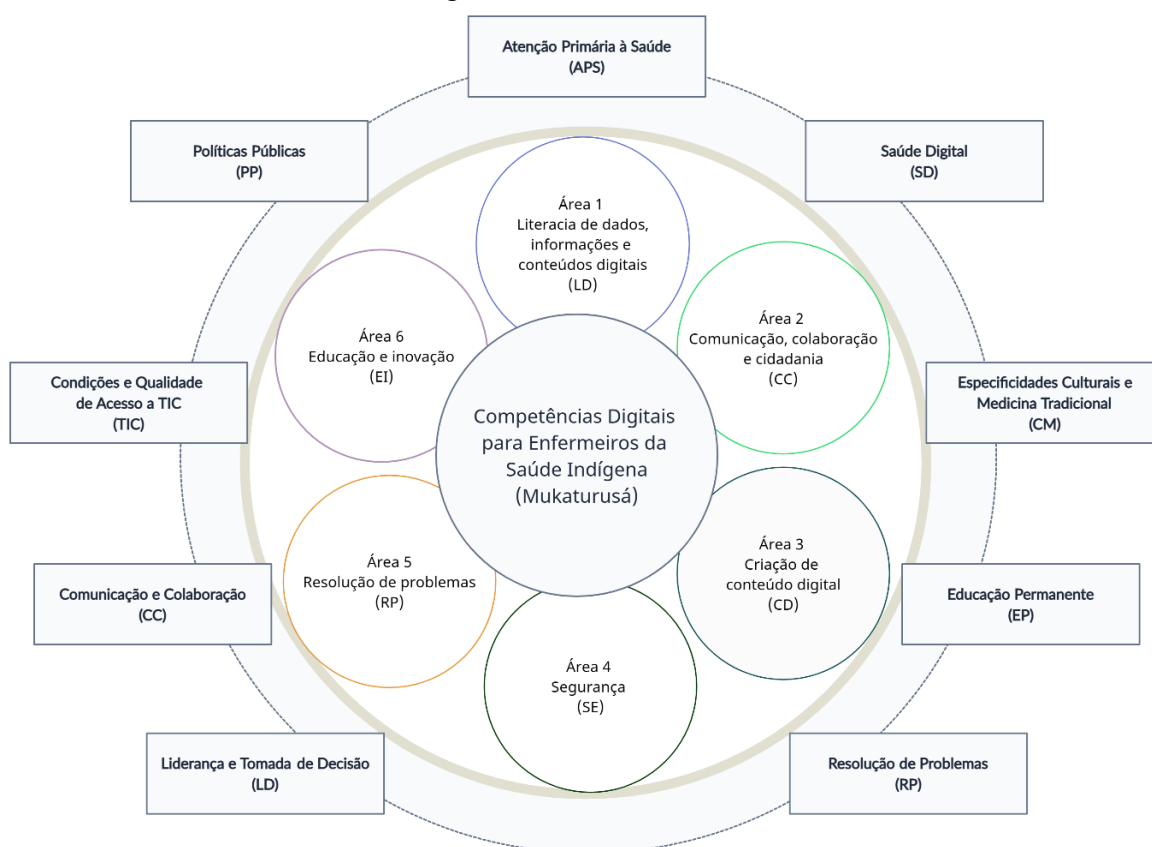 Atenção Primária à Saúde
(APS)
Políticas Públicas
(PP)
Saúde Digital
(SD)
Área 1
Literacia de dados,
informações e
conteúdos digitais
(LD)
Área 6
Educação e inovação
(EI)
Área 2
Comunicação, colaboração
e cidadania
(CC)
Condições e Qualidade
de Acesso a TIC
(TIC)
Competências Digitais
para Enfermeiros da
Saúde Indígena
(Mukaturusá)
Especificidades Culturais e
Medicina Tradicional
(CM)
Área 5
Resolução de problemas
(RP)
Área 3
Criação de
conteúdo digital
(CD)
Comunicação e Colaboração
(CC)
Educação Permanente
(EP)
Área 4
Segurança
(SE)
Liderança e Tomada de Decisão
(LD)
Resolução de Problemas
(RP)